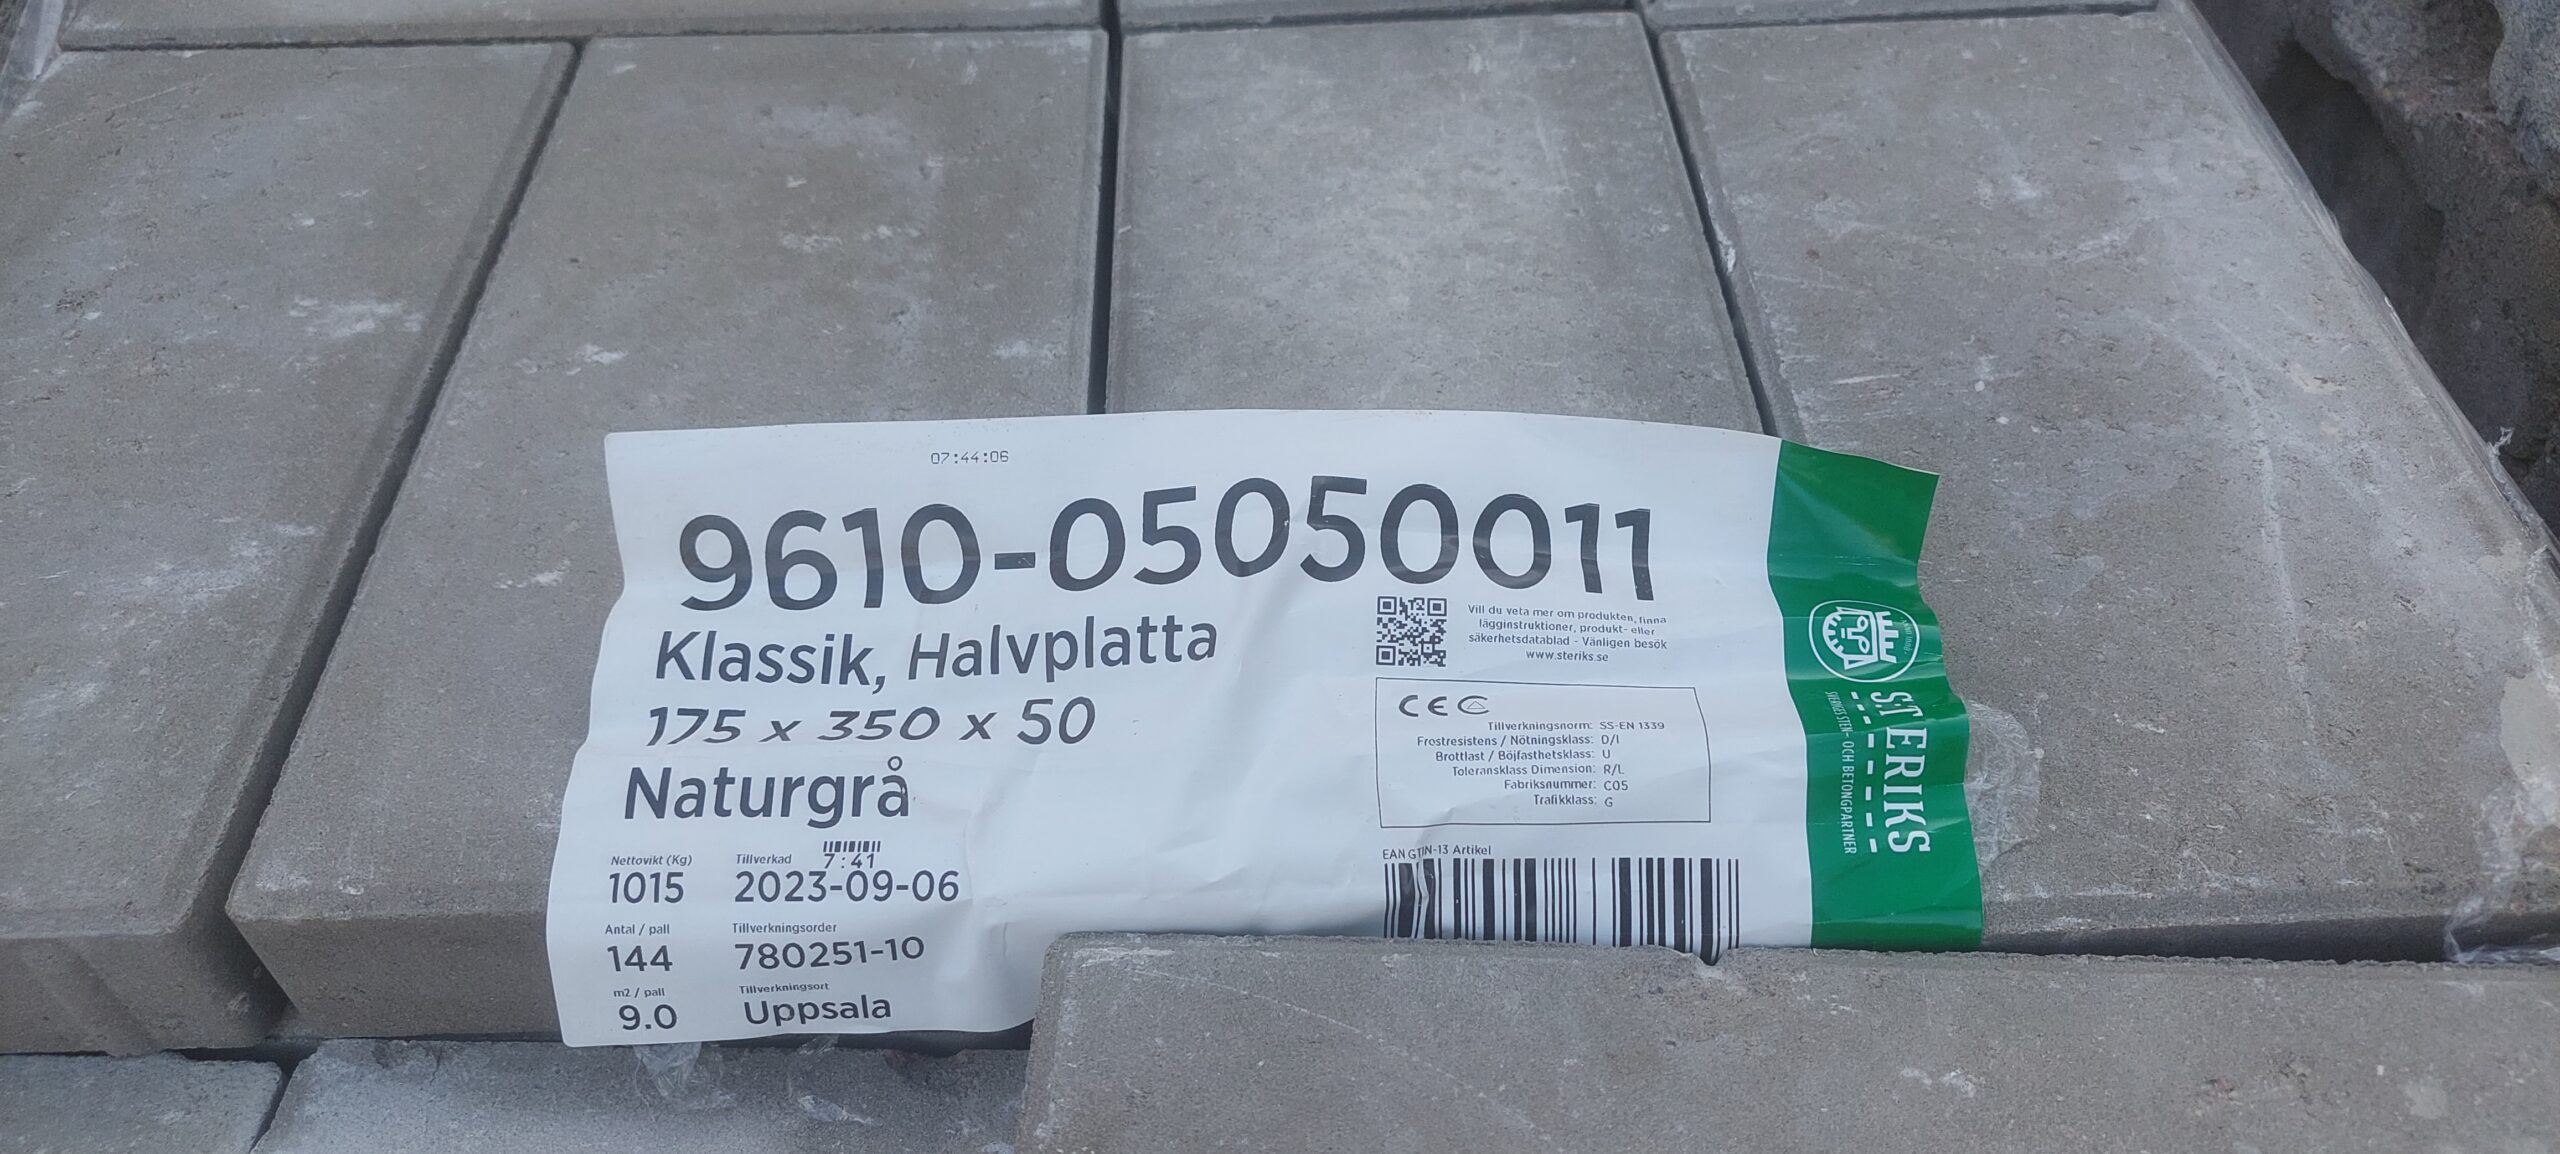 07:44:06
9610-05050011
Klassik, Halvplatta
175 x 350 x 50
Naturgrå
Nettovikt (Kg)
1015
Tillverkad
7:41
2023-09-06
Antal / pall
144
Tillverkningsorder
780251-10
m2 / pall
9.0
Tillverkningsort
Uppsala
Vill du veta mer om produkten, finna
lägginstruktioner, produkt- eller
säkerhetsdatablad - Vänligen besök
www.steriks.se
CE
Tillverkningsnorm: SS-EN 1339
Frostresistens / Nötningsklass: D/I
Brottlast / Böjfasthetsklass: U
Toleransklass Dimension: R/L
Fabriksnummer: C05
Trafikklass: G
EAN GTIN-13 Artikel
ST ERIKS
SVERIGES STEN- OCH BETONGPARTNER